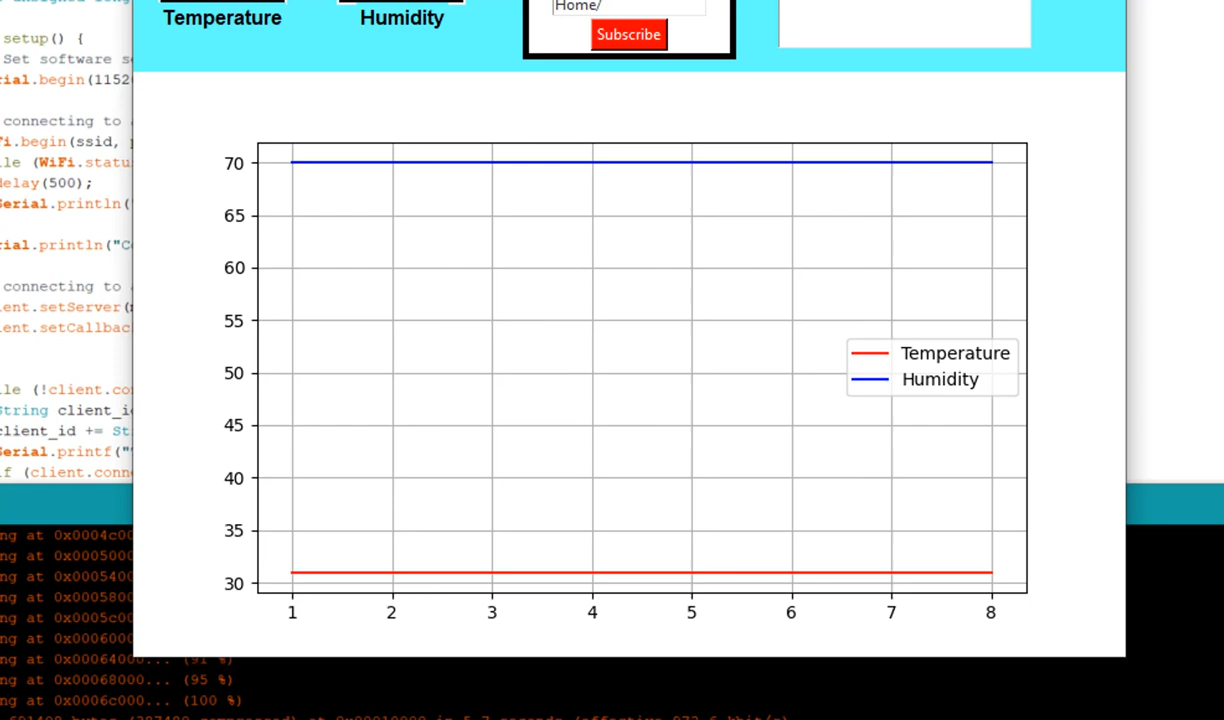 Temperature
Humidity
Home/
Subscribe
setup() {
Set software s
rial.begin(1152
connecting to
Fi.begin(ssid,
le (WiFi.statu
delay(500);
Serial.println(
rial.println("C
connecting to
ent.setServer(
ent.setCallbac
le (!client.co
String client_i
client_id += St
Serial.printf("
f (client.conn
70
65
60
55
50
45
40
35
30
1 2 3 4 5 6 7 8
Temperature
Humidity
ng at 0x0004c00
ng at 0x0005000
ng at 0x0005400
ng at 0x0005800
ng at 0x0005c00
ng at 0x0006000
ng at 0x00064000... (91 %)
ng at 0x00068000... (95 %)
ng at 0x0006c000... (100 %)